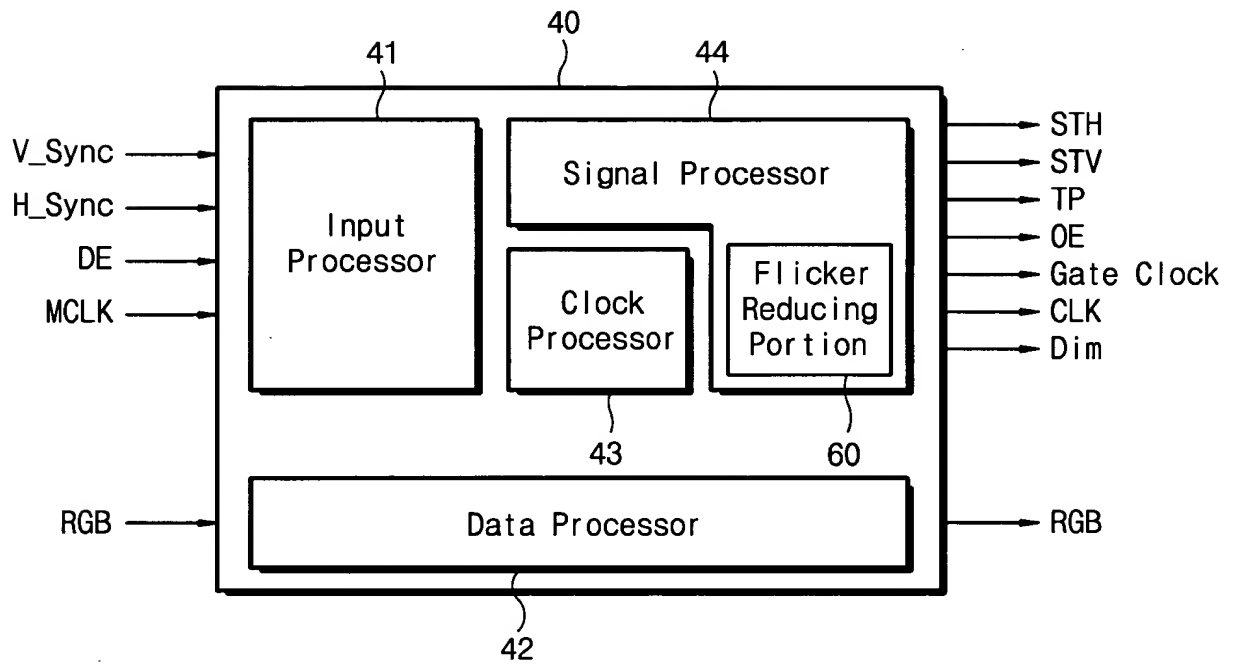 40
41
44
V_Sync
H_Sync
DE
MCLK
RGB
Input
Processor
Signal Processor
Clock
Processor
Flicker
Reducing
Portion
43
60
Data Processor
42
STH
STV
TP
OE
Gate Clock
CLK
Dim
RGB